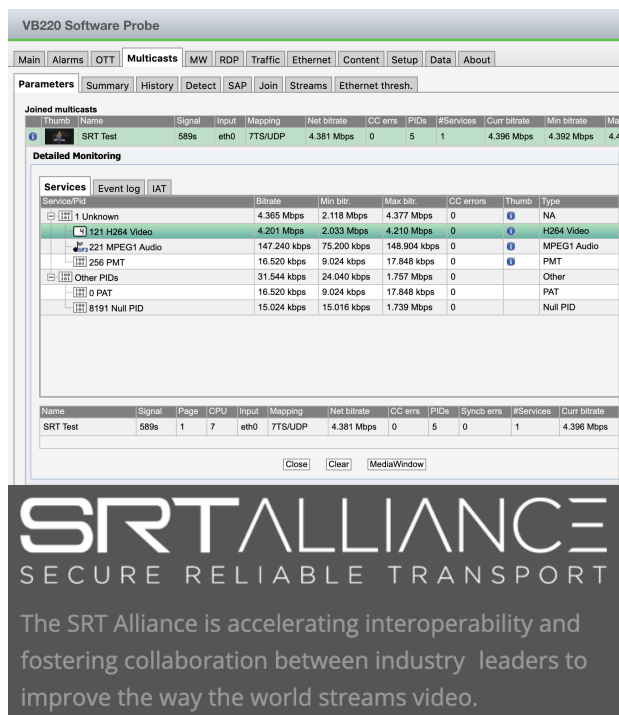 VB220 Software Probe
Main Alarms OTT Multicasts MW RDP Traffic Ethernet Content Setup Data About
Parameters Summary History Detect SAP Join Streams Ethernet thresh.
Joined multicasts
Thumb Name Signal Input Mapping Net bitrate CC errs PIDs #Services Curr bitrate Min bitrate Ma
SRT Test 589s eth0 7TS/UDP 4.381 Mbps 0 5 1 4.396 Mbps 4.392 Mbps 4.4
Detailed Monitoring
Services Event log IAT
Service/Pid Bitrate Min bitr. Max bitr. CC errors Thumb Type
1 Unknown 4.365 Mbps 2.118 Mbps 4.377 Mbps 0 NA
121 H264 Video 4.201 Mbps 2.033 Mbps 4.210 Mbps 0 H264 Video
221 MPEG1 Audio 147.240 kbps 75.200 kbps 148.904 kbps 0 MPEG1 Audio
256 PMT 16.520 kbps 9.024 kbps 17.848 kbps 0 PMT
Other PIDs 31.544 kbps 24.040 kbps 1.757 Mbps 0 Other
0 PAT 16.520 kbps 9.024 kbps 17.848 kbps 0 PAT
8191 Null PID 15.024 kbps 15.016 kbps 1.739 Mbps 0 Null PID
Name Signal Page CPU Input Mapping Net bitrate CC errs PIDs Syncb errs #Services Curr bitrate
SRT Test 589s 1 7 eth0 7TS/UDP 4.381 Mbps 0 5 0 1 4.396 Mbps
Close Clear MediaWindow
SRTALLIANCE
SECURE RELIABLE TRANSPORT
The SRT Alliance is accelerating interoperability and
fostering collaboration between industry leaders to
improve the way the world streams video.